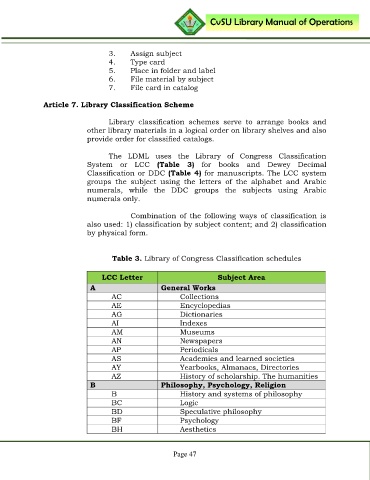 CvSU Library Manual of Operations
3. Assign subject
4. Type card
5. Place in folder and label
6. File material by subject
7. File card in catalog
Article 7. Library Classification Scheme
Library classification schemes serve to arrange books and
other library materials in a logical order on library shelves and also
provide order for classified catalogs.
The LDML uses the Library of Congress Classification
System or LCC (Table 3) for books and Dewey Decimal
Classification or DDC (Table 4) for manuscripts. The LCC system
groups the subject using the letters of the alphabet and Arabic
numerals, while the DDC groups the subjects using Arabic
numerals only.
Combination of the following ways of classification is
also used: 1) classification by subject content; and 2) classification
by physical form.
Table 3. Library of Congress Classification schedules
LCC Letter Subject Area
A General Works
AC Collections
AE Encyclopedias
AG Dictionaries
AI Indexes
AM Museums
AN Newspapers
AP Periodicals
AS Academies and learned societies
AY Yearbooks, Almanacs, Directories
AZ History of scholarship. The humanities
B Philosophy, Psychology, Religion
B History and systems of philosophy
BC Logic
BD Speculative philosophy
BF Psychology
BH Aesthetics
Page 47